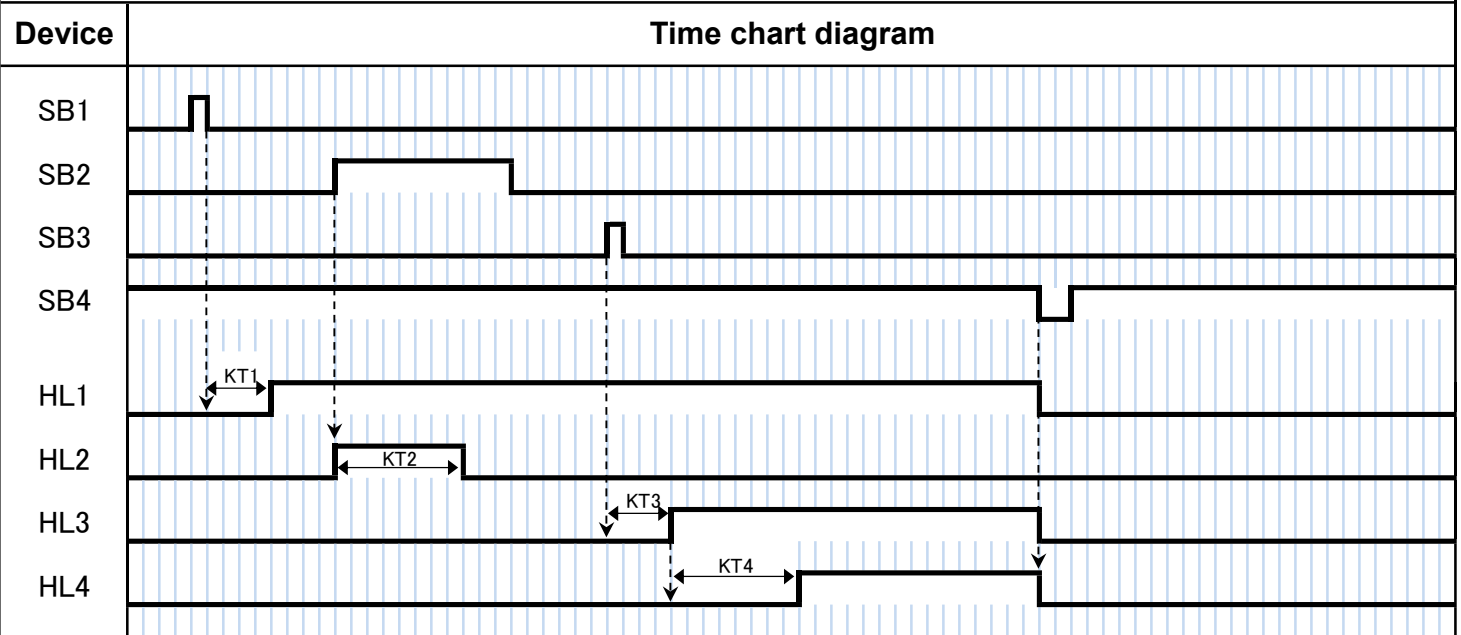 Device Time chart diagram
SB1
SB2
SB3
SB4
KT1
HL1
HL2 KT2
KT3
HL3
KT4
HL4